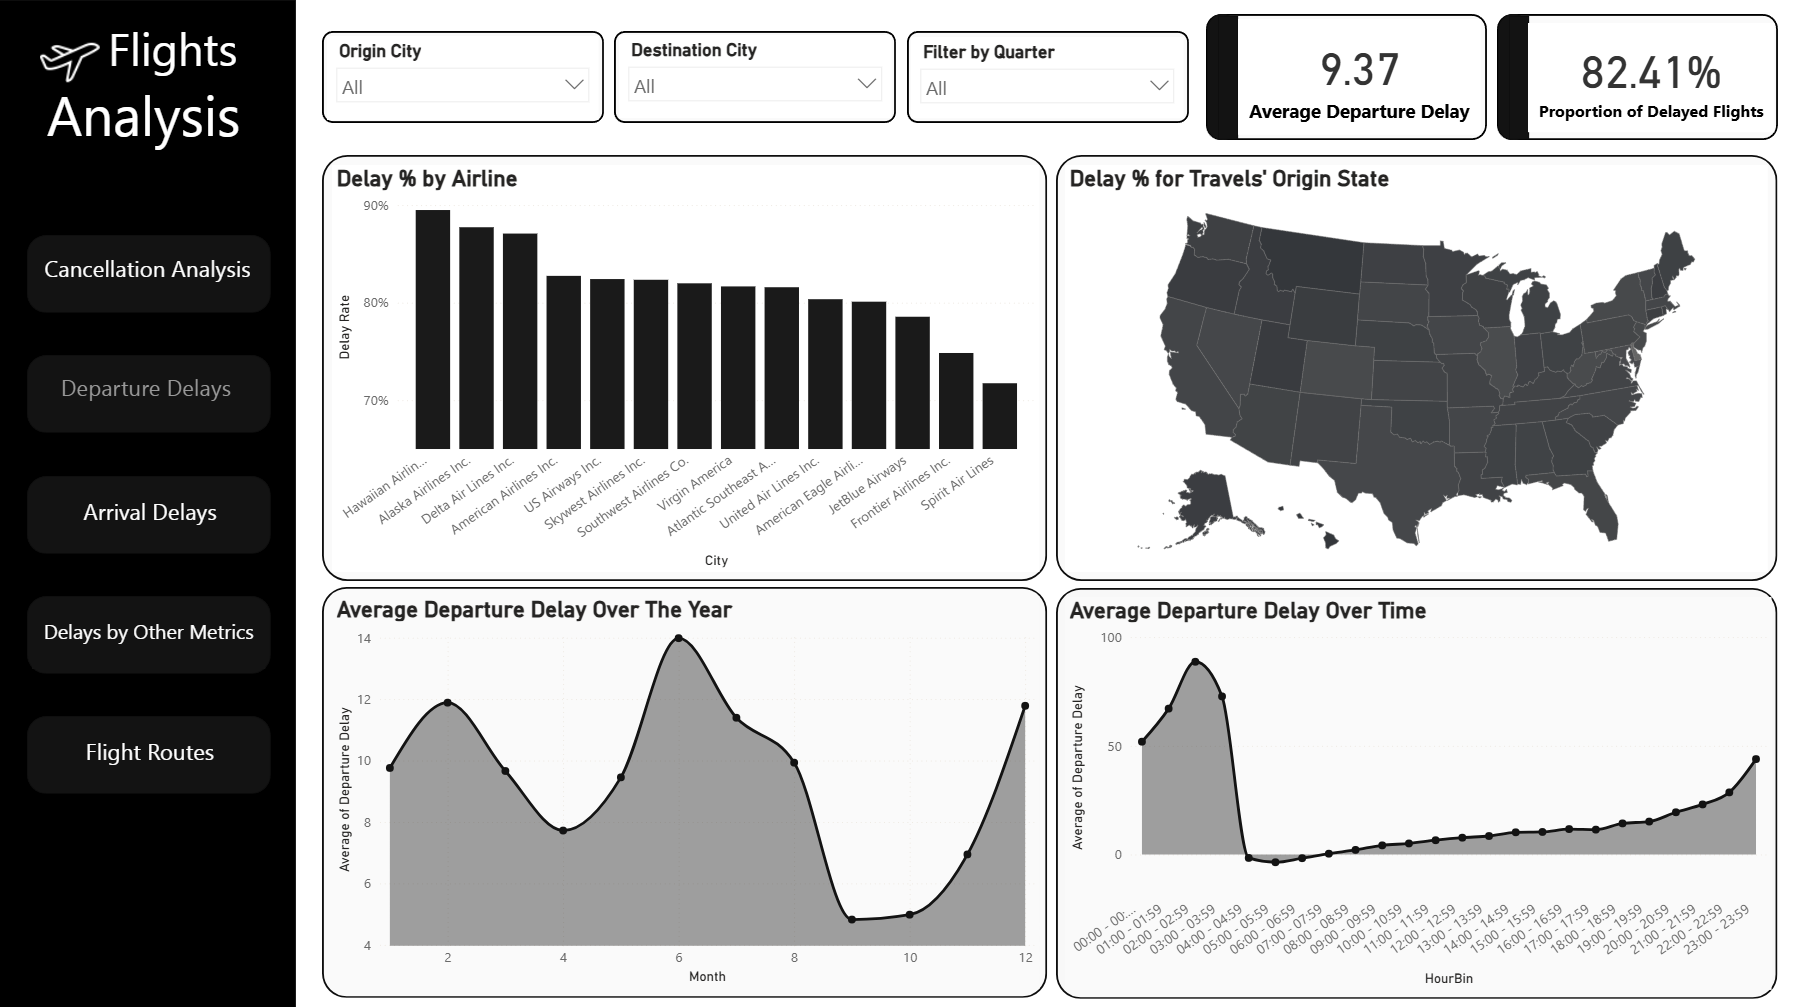 Flights
Analysis
Cancellation Analysis
Departure Delays
Arrival Delays
Delays by Other Metrics
Flight Routes
Origin City
All
Destination City
All
Filter by Quarter
All
9.37
Average Departure Delay
82.41%
Proportion of Delayed Flights
Delay % by Airline
90%
80%
70%
Delay Rate
Hawaiian Airlin...
Alaska Airlines Inc.
Delta Air Lines Inc.
American Airlines Inc.
US Airways Inc.
Skywest Airlines Inc.
Southwest Airlines Co.
Virgin America
Atlantic Southeast A...
United Air Lines Inc.
American Eagle Airli...
JetBlue Airways
Frontier Airlines Inc.
Spirit Air Lines
City
Delay % for Travels' Origin State
Average Departure Delay Over The Year
14
12
10
8
6
4
Average of Departure Delay
2
4
6
8
10
12
Month
Average Departure Delay Over Time
100
50
0
Average of Departure Delay
00:00 - 00:...
01:00 - 01:59
02:00 - 02:59
03:00 - 03:59
04:00 - 04:59
05:00 - 05:59
06:00 - 06:59
07:00 - 07:59
08:00 - 08:59
09:00 - 09:59
10:00 - 10:59
11:00 - 11:59
12:00 - 12:59
13:00 - 13:59
14:00 - 14:59
15:00 - 15:59
16:00 - 16:59
17:00 - 17:59
18:00 - 18:59
19:00 - 19:59
20:00 - 20:59
21:00 - 21:59
22:00 - 22:59
23:00 - 23:59
HourBin